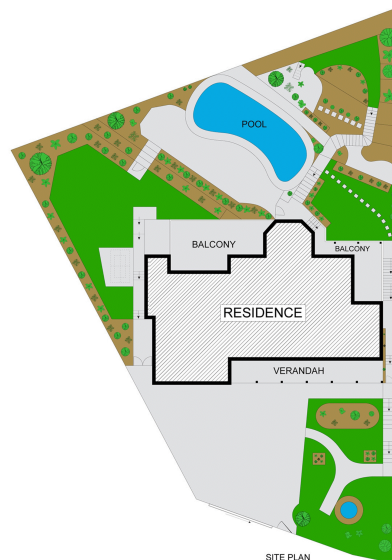 POOL
BALCONY
BALCONY
RESIDENCE
VERANDAH
SITE PLAN